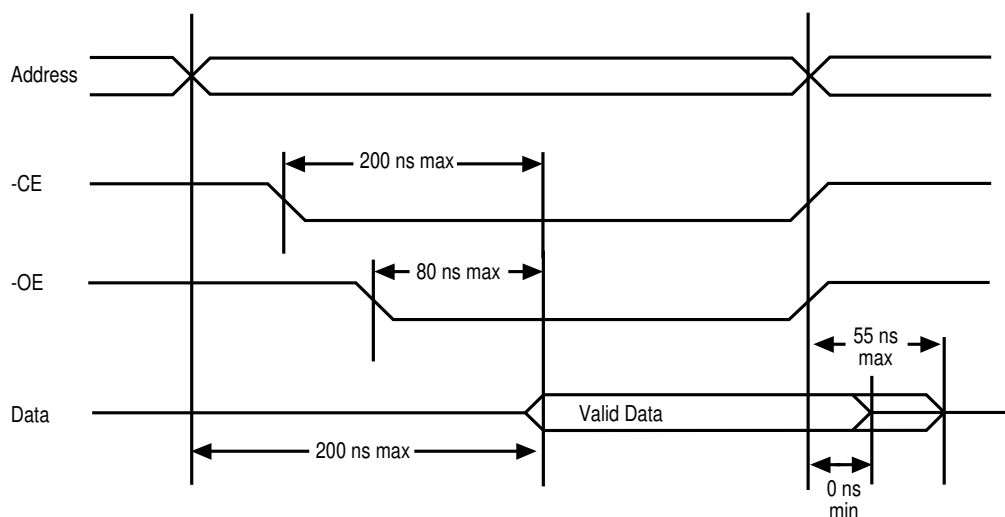 Address
200 ns max
-CE
80 ns max
-OE
55 ns
max
Data
Valid Data
200 ns max
0 ns
min